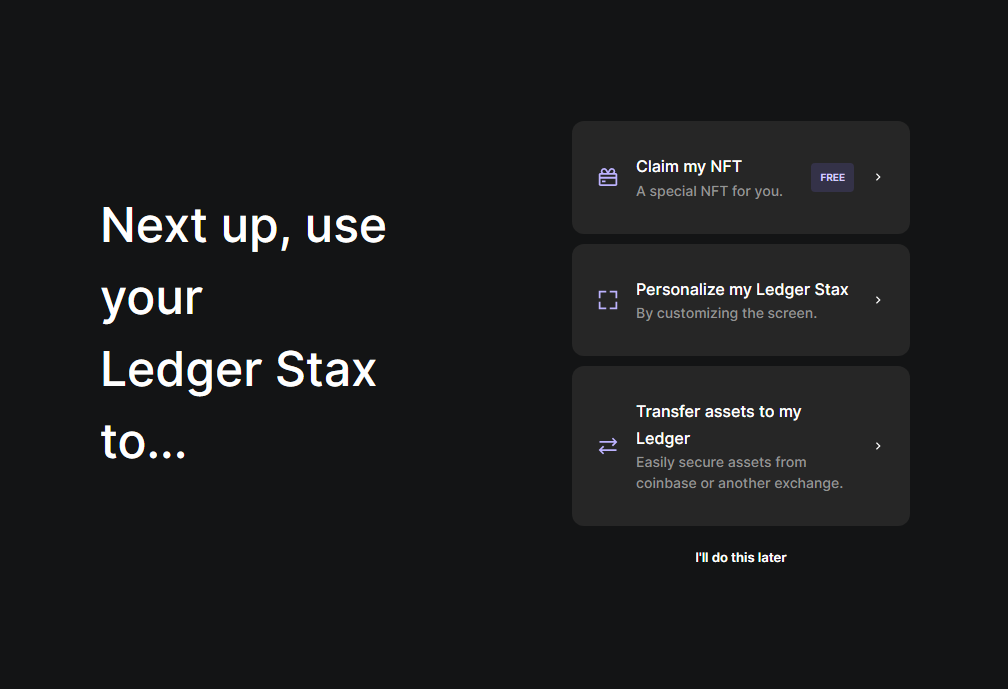 Next up, use
your
Ledger Stax
to...
Claim my NFT
A special NFT for you.
FREE
Personalize my Ledger Stax
By customizing the screen.
Transfer assets to my
Ledger
Easily secure assets from
coinbase or another exchange.
I'll do this later